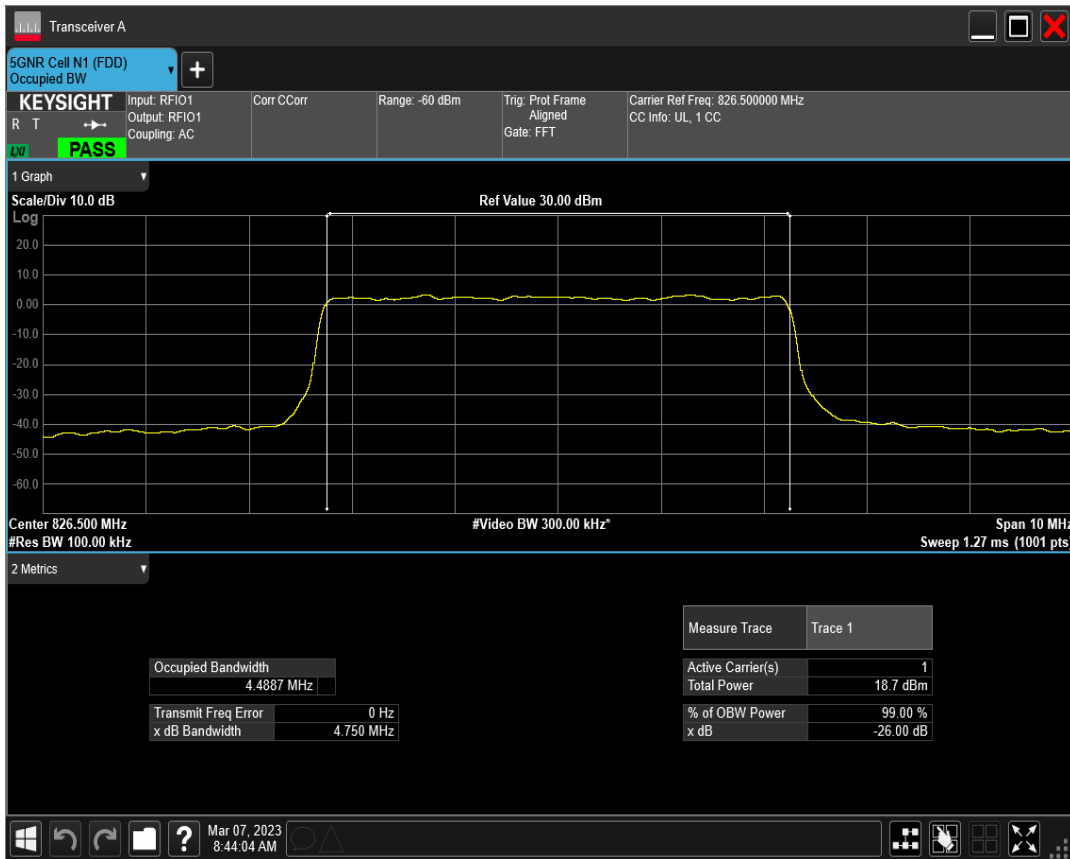 Transceiver A
5GNR Cell N1 (FDD)
Occupied BW
+
KEYSIGHT
R T
LXI
PASS
Input: RFIO1
Output: RFIO1
Coupling: AC
Corr CCorr
Range: -60 dBm
Trig: Prot Frame
Aligned
Gate: FFT
Carrier Ref Freq: 826.500000 MHz
CC Info: UL, 1 CC
1 Graph
Scale/Div 10.0 dB
Ref Value 30.00 dBm
Log
20.0
10.0
0.00
-10.0
-20.0
-30.0
-40.0
-50.0
-60.0
Center 826.500 MHz
#Video BW 300.00 kHz*
Span 10 MHz
#Res BW 100.00 kHz
Sweep 1.27 ms (1001 pts)
2 Metrics
Measure Trace Trace 1
Occupied Bandwidth
4.4887 MHz
Active Carrier(s) 1
Total Power 18.7 dBm
Transmit Freq Error 0 Hz
x dB Bandwidth 4.750 MHz
% of OBW Power 99.00 %
x dB -26.00 dB
?
Mar 07, 2023
8:44:04 AM